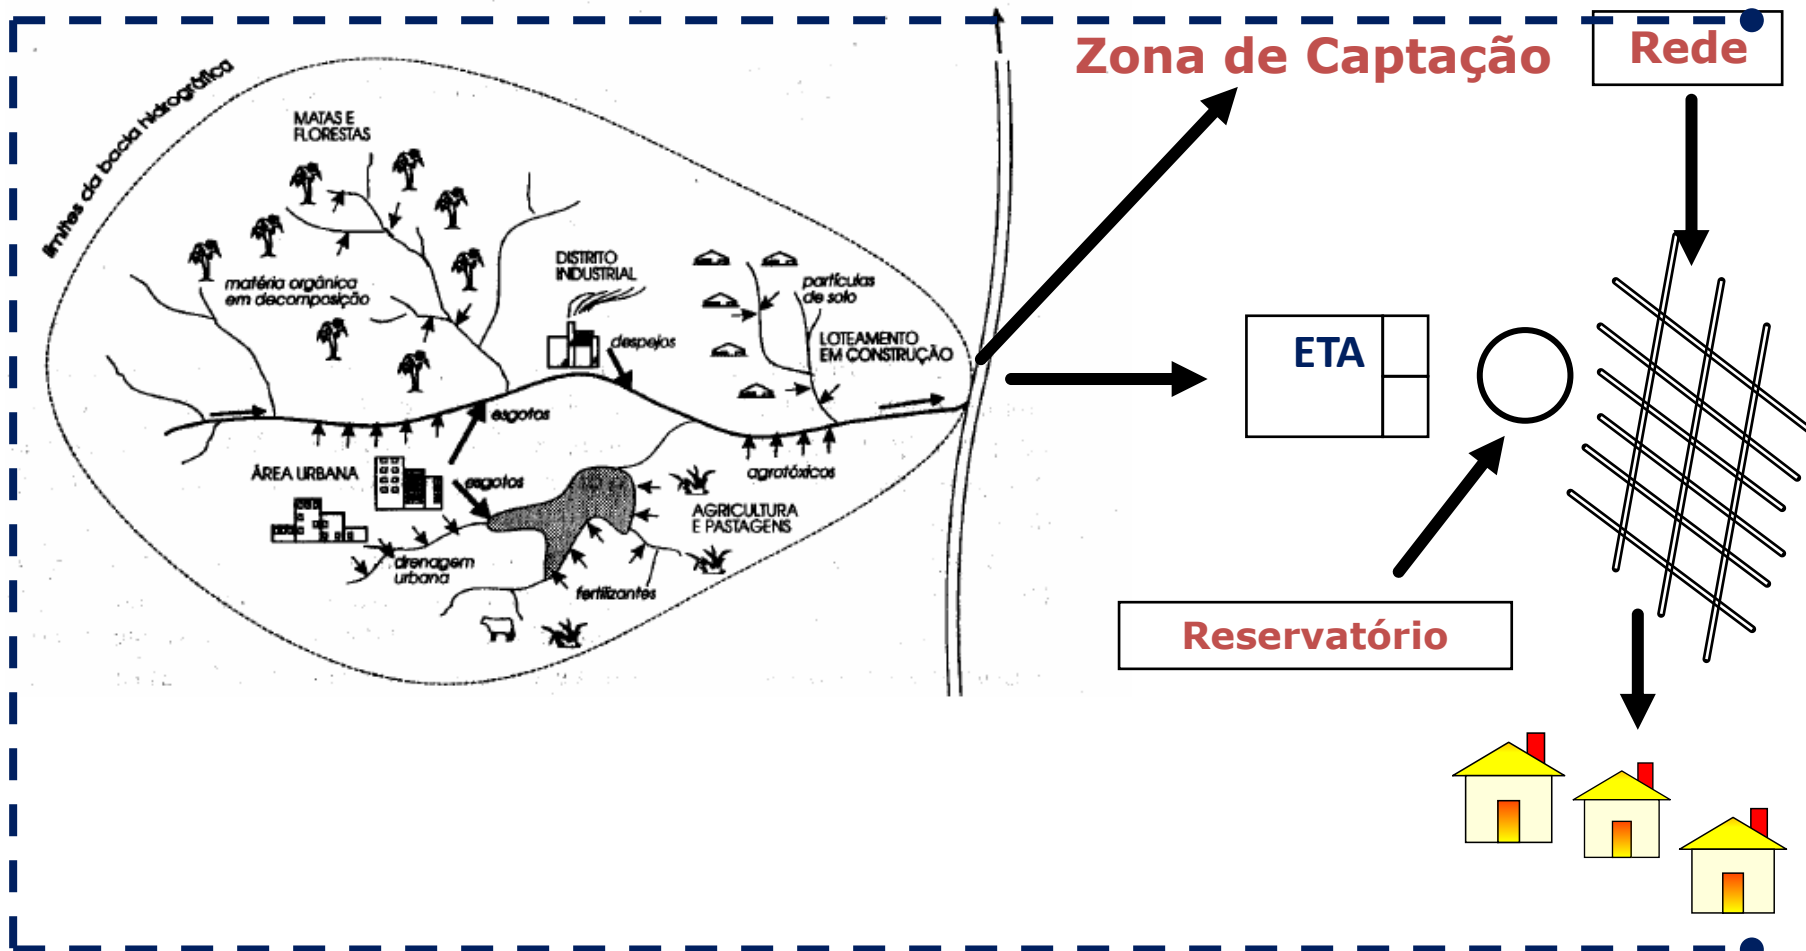 Zona de Captação
Rede
limites da bacia hidrográfica
MATAS E
FLORESTAS
matéria orgânica
em decomposição
DISTRITO
INDUSTRIAL
despejos
partículas
de solo
LOTEAMENTO
EM CONSTRUÇÃO
ETA
esgotos
ÁREA URBANA
esgotos
agrotóxicos
AGRICULTURA
E PASTAGENS
drenagem
urbana
fertilizantes
Reservatório